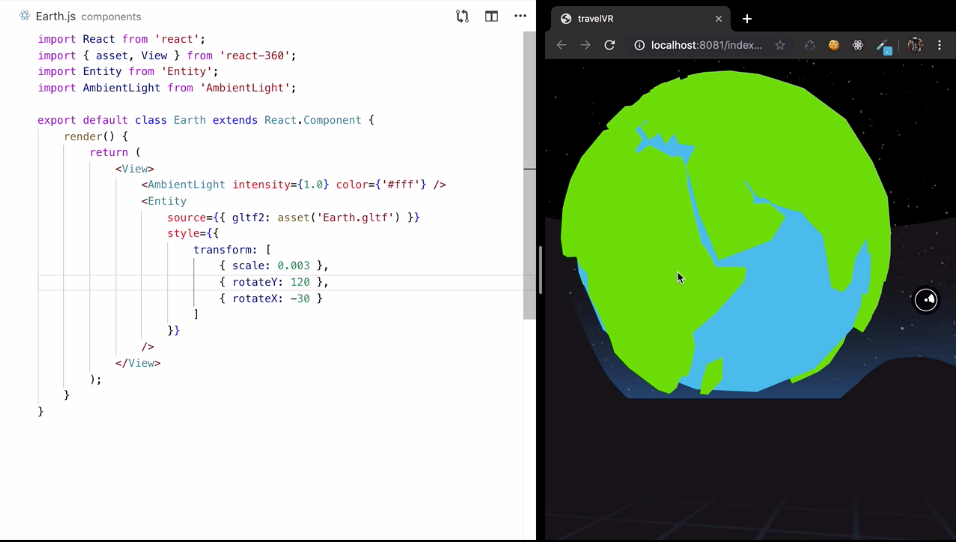 Earth.js components
import React from 'react';
import { asset, View } from 'react-360';
import Entity from 'Entity';
import AmbientLight from 'AmbientLight';
export default class Earth extends React.Component {
render() {
return (
<View>
<AmbientLight intensity={1.0} color={'#fff'} />
<Entity
source={{ gltf2: asset('Earth.gltf') }}
style={{
transform: [
{ scale: 0.003 },
{ rotateY: 120 },
{ rotateX: -30 }
]
}}
/>
</View>
);
}
}
travelVR
localhost:8081/index...